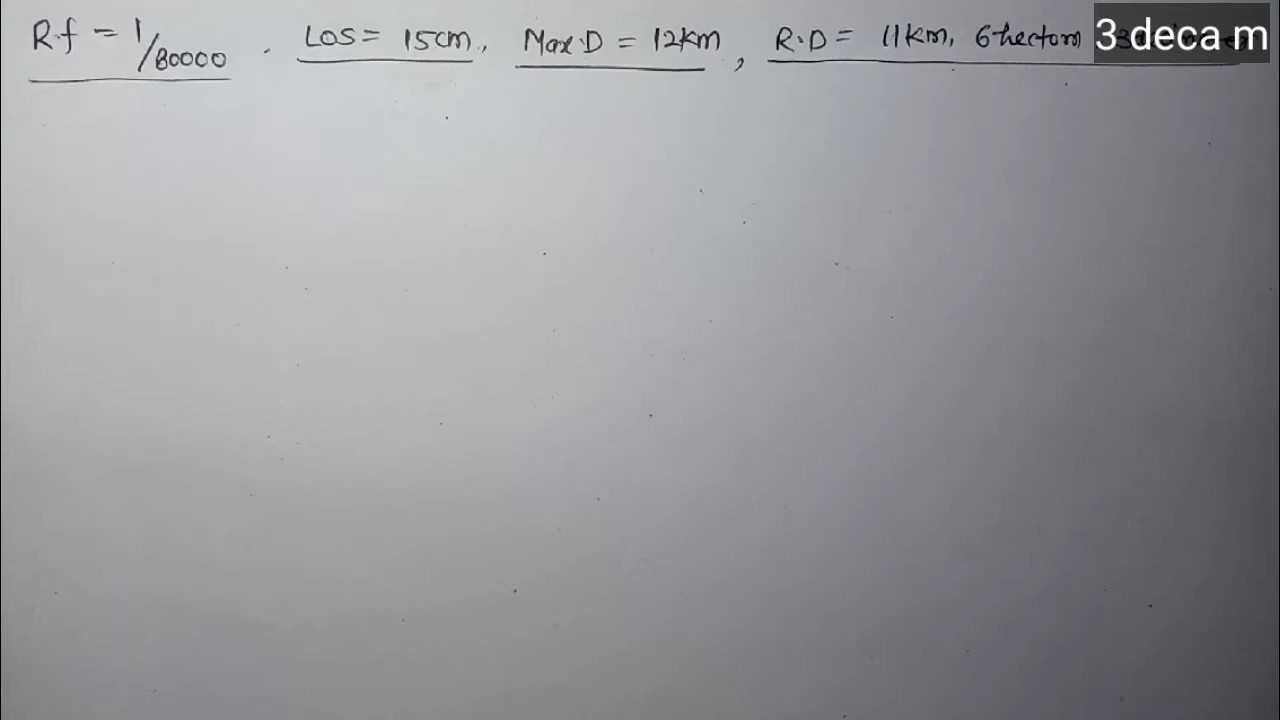 R.f = 1/80000 . LOS = 15cm, Max.D = 12km, R.D = 11km, 6-hectom 3 deca m